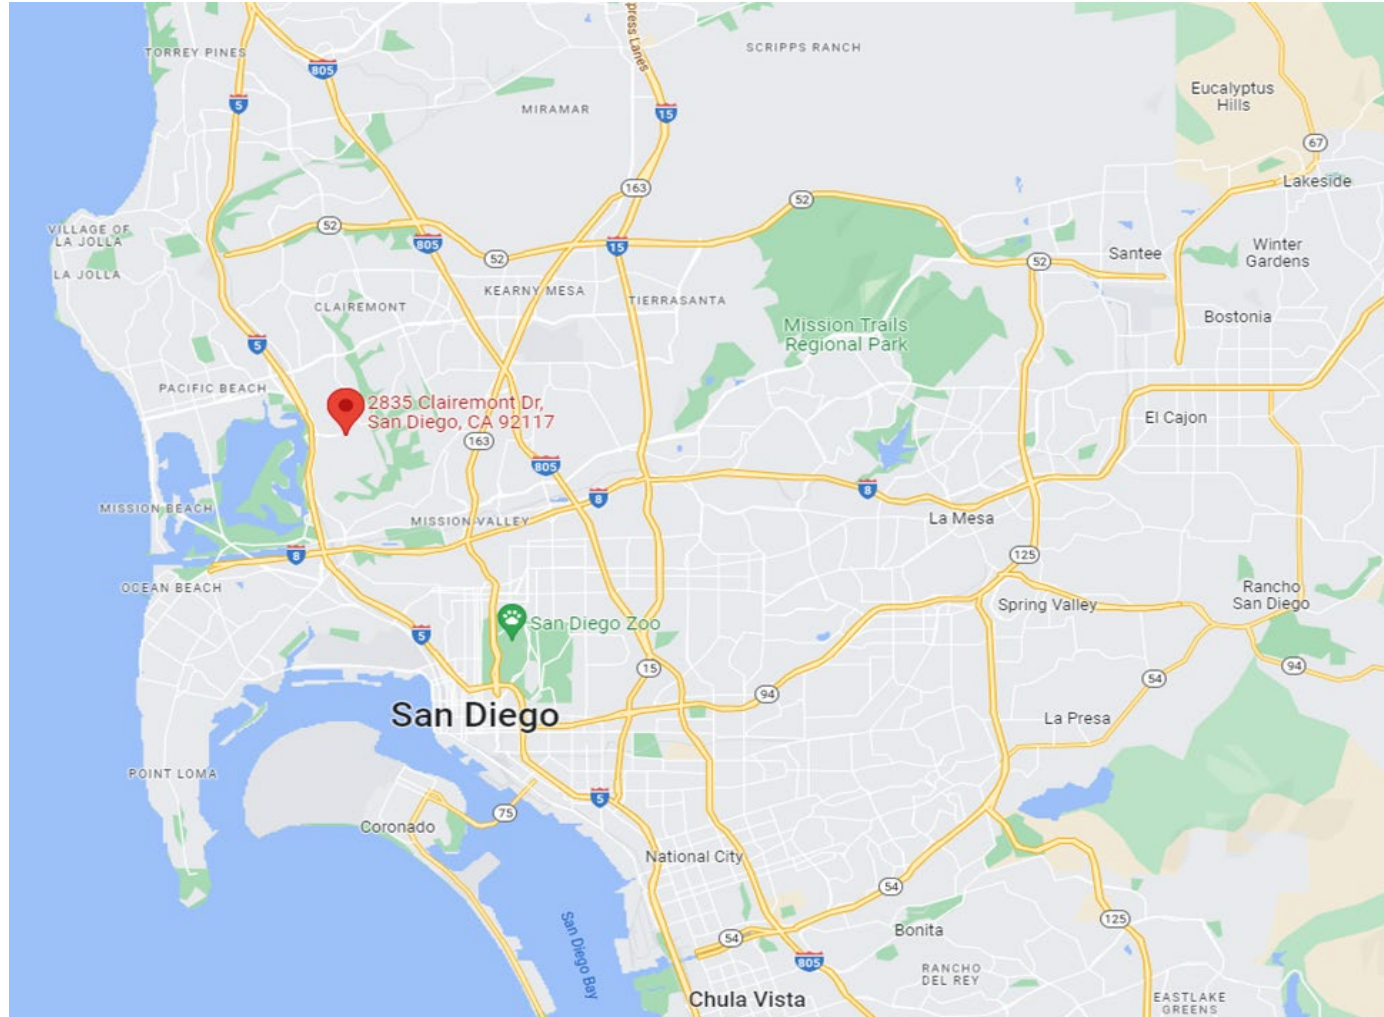 TORREY PINES
805
5
press Lanes
SCRIPPS RANCH
MIRAMAR
15
Eucalyptus
Hills
67
Lakeside
163
52
VILLAGE OF
LA JOLLA
52
805
15
52
52
Santee
Winter
Gardens
LA JOLLA
CLAIREMONT
KEARNY MESA
TIERRASANTA
Mission Trails
Regional Park
Bostonia
5
PACIFIC BEACH
2835 Clairemont Dr,
San Diego, CA 92117
El Cajon
163
805
8
8
MISSION BEACH
MISSION VALLEY
La Mesa
8
125
OCEAN BEACH
Spring Valley
Rancho
San Diego
5
San Diego Zoo
15
94
54
94
San Diego
La Presa
POINT LOMA
5
75
Coronado
National City
54
125
Bonita
54
805
San Diego Bay
RANCHO
DEL REY
Chula Vista
EASTLAKE
GREENS